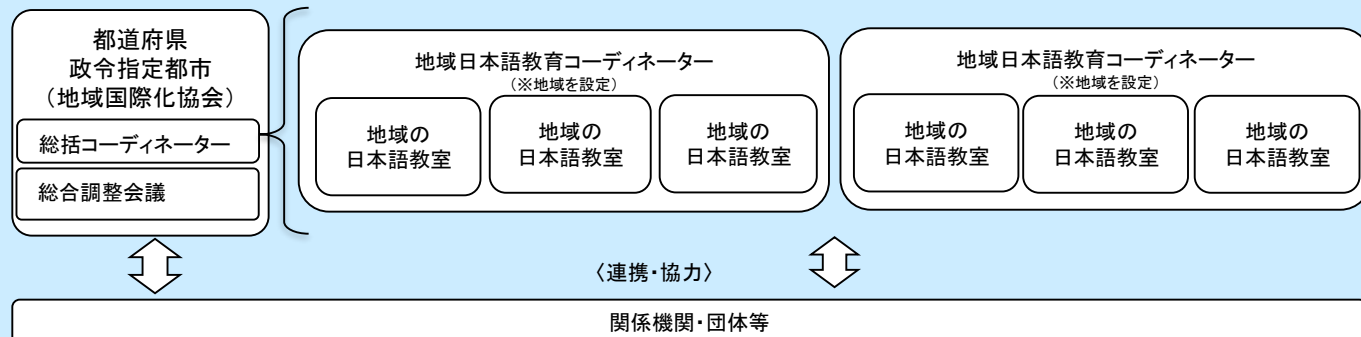 都道府県
政令指定都市
（地域国際化協会）
総括コーディネーター
総合調整会議
地域日本語教育コーディネーター
（※地域を設定）
地域の
日本語教室
地域の
日本語教室
地域の
日本語教室
地域日本語教育コーディネーター
（※地域を設定）
地域の
日本語教室
地域の
日本語教室
地域の
日本語教室
〈連携・協力〉
関係機関・団体等